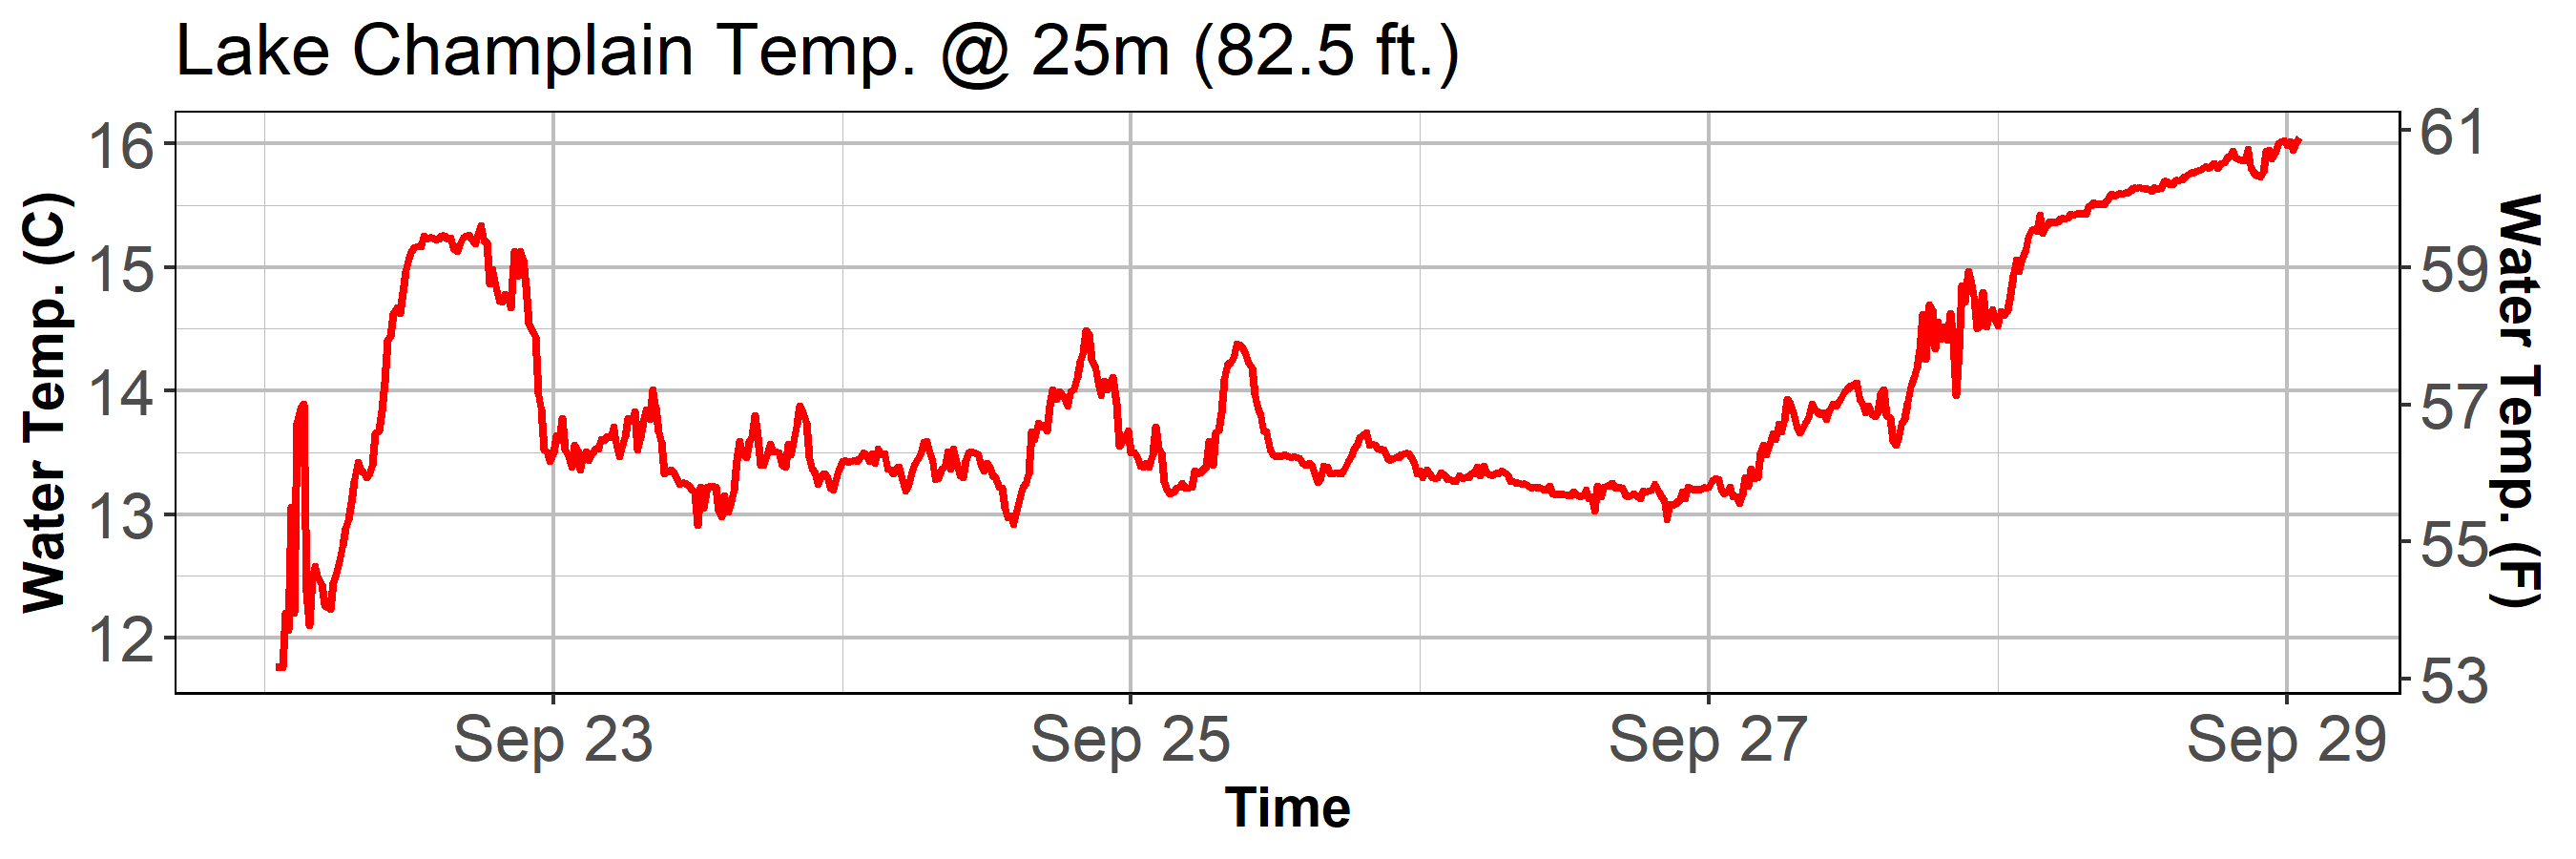 Lake Champlain Temp. @ 25m (82.5 ft.)
Water Temp. (C)
16
15
14
13
12
61
59
57
55
53
Water Temp. (F)
Sep 23
Sep 25
Sep 27
Sep 29
Time